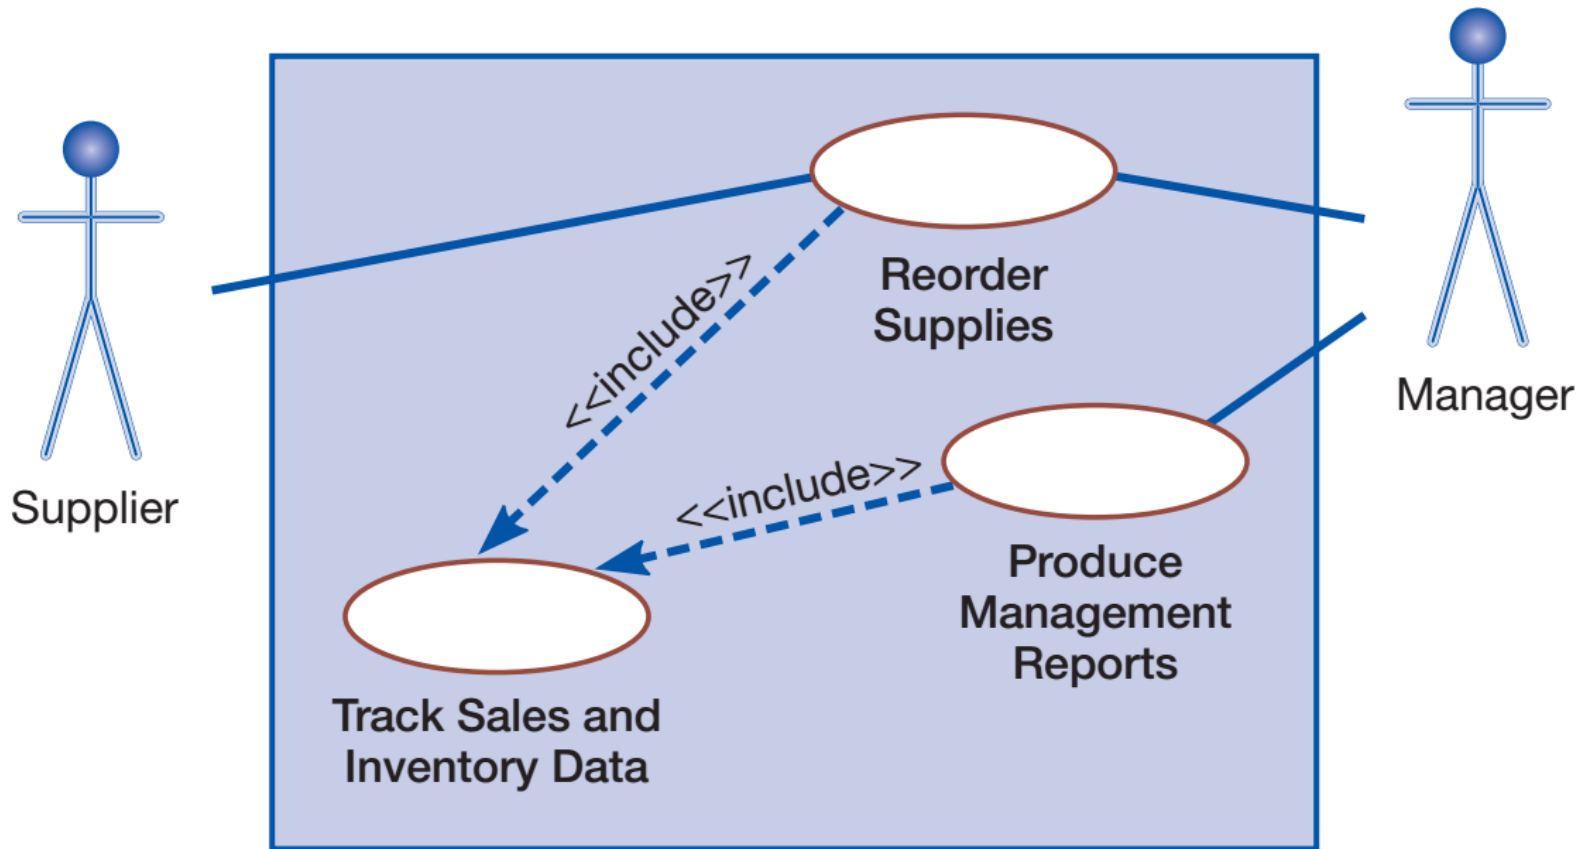 Reorder
Supplies
Manager
<<include>>
<<include>>
Supplier
Produce
Management
Reports
Track Sales and
Inventory Data